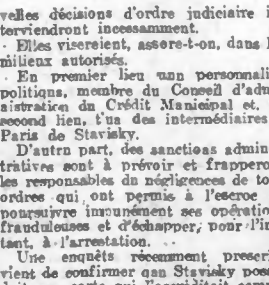 velles décisions d'ordre judiciaire i
terviendront incessamment.
Elles viseraient, assure-t-on, dans l
milieux autorisés.
En premier lieu une personnali
politique, membre du Conseil d'adm
nistration du Crédit Municipal et,
second lieu, l'un des intermédiaires
Paris de Stavisky.
D'autre part, des sanctions admin
tratives sont à prévoir et frapperon
les responsables de négligences de to
ordres qui ont permis à l'escroc
poursuivre impunément ses opération
frauduleuses et d'échapper, pour l'in
tant, à l'arrestation.
Une enquête récemment prescri
vient de confirmer que Stavisky poss